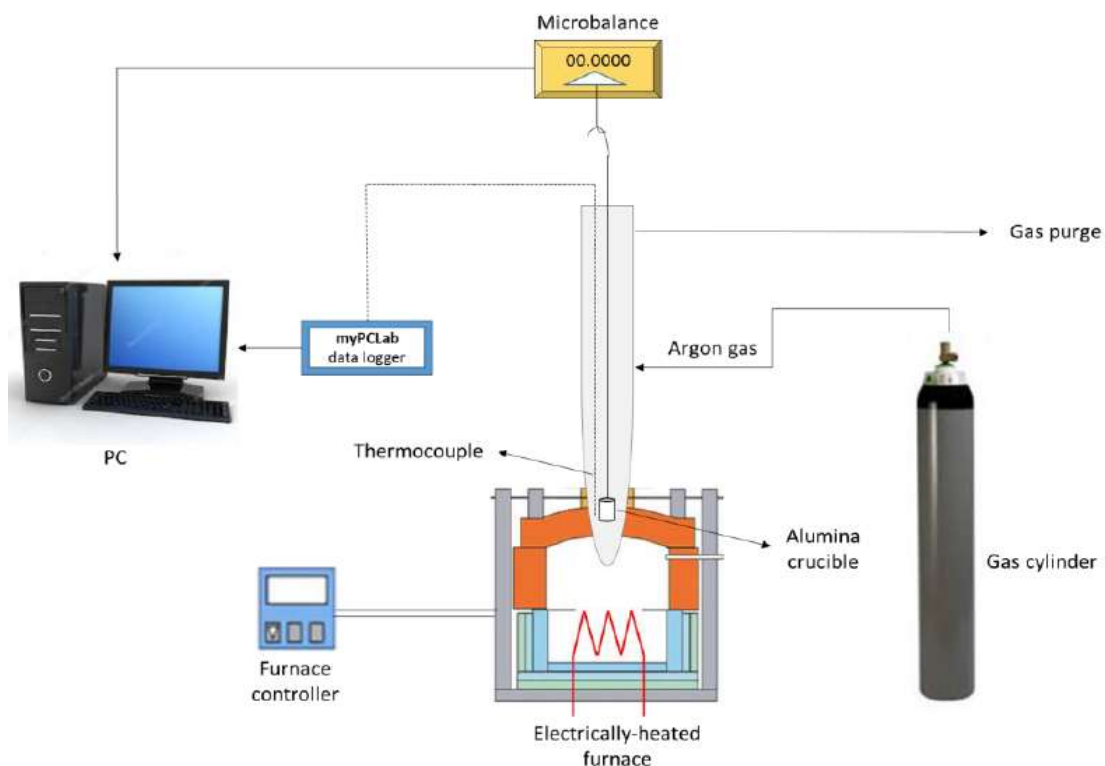 Microbalance
00.0000
Gas purge
myPCLab
data logger
Argon gas
PC
Thermocouple
Alumina
crucible
Gas cylinder
Furnace
controller
Electrically-heated
furnace